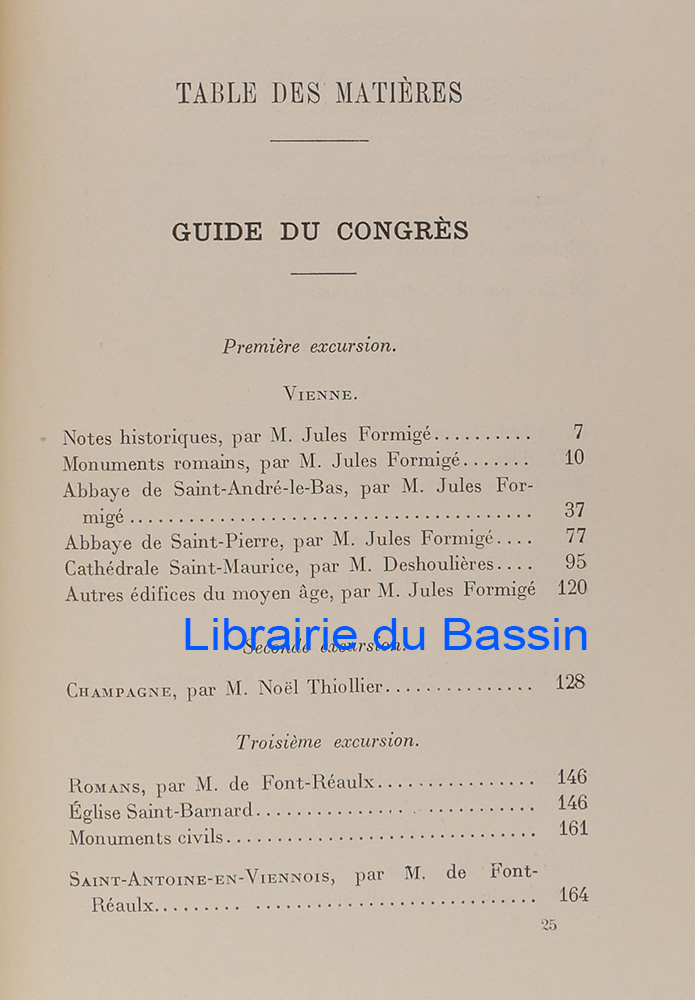 TABLE DES MATIÈRES
GUIDE DU CONGRÈS
Première excursion.
VIENNE.
Notes historiques, par M. Jules Formigé.......... 7
Monuments romains, par M. Jules Formigé....... 10
Abbaye de Saint-André-le-Bas, par M. Jules For-
migé........................................ 37
Abbaye de Saint-Pierre, par M. Jules Formigé.... 77
Cathédrale Saint-Maurice, par M. Deshoulières.... 95
Autres édifices du moyen âge, par M. Jules Formigé 120
Librairie du Bassin
Seconde excursion.
CHAMPAGNE, par M. Noël Thiollier............... 128
Troisième excursion.
ROMANS, par M. de Font-Réaulx................ 146
Église Saint-Barnard............................ 146
Monuments civils............................... 161
SAINT-ANTOINE-EN-VIENNOIS, par M. de Font-
Réaulx...................................... 164
25